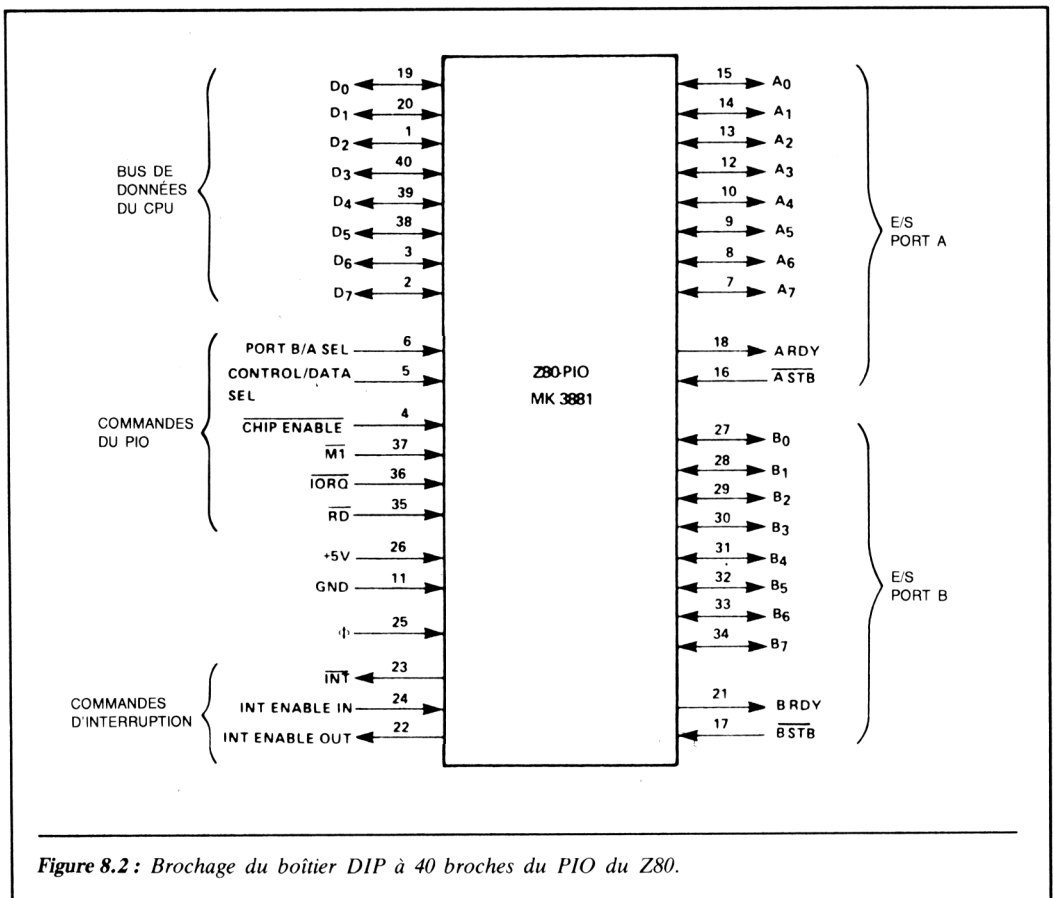 BUS DE
DONNÉES
DU CPU
D0 19
D1 20
D2 1
D3 40
D4 39
D5 38
D6 3
D7 2
COMMANDES
DU PIO
PORT B/A SEL 6
CONTROL/DATA 5
SEL
CHIP ENABLE 4
M1 37
IORQ 36
RD 35
+5V 26
GND 11
Φ 25
COMMANDES
D'INTERRUPTION
INT 23
INT ENABLE IN 24
INT ENABLE OUT 22
Z80-PIO
MK 3881
15 A0
14 A1
13 A2
12 A3
10 A4
9 A5
8 A6
7 A7
18 ARDY
16 ASTB
E/S
PORT A
27 B0
28 B1
29 B2
30 B3
31 B4
32 B5
33 B6
34 B7
21 BRDY
17 BSTB
E/S
PORT B
Figure 8.2 : Brochage du boîtier DIP à 40 broches du PIO du Z80.